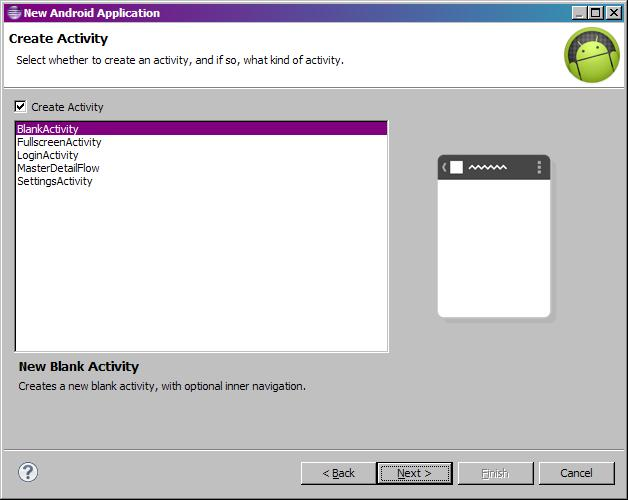 New Android Application
Create Activity
Select whether to create an activity, and if so, what kind of activity.
Create Activity
BlankActivity
FullscreenActivity
LoginActivity
MasterDetailFlow
SettingsActivity
New Blank Activity
Creates a new blank activity, with optional inner navigation.
?
< Back
Next >
Finish
Cancel